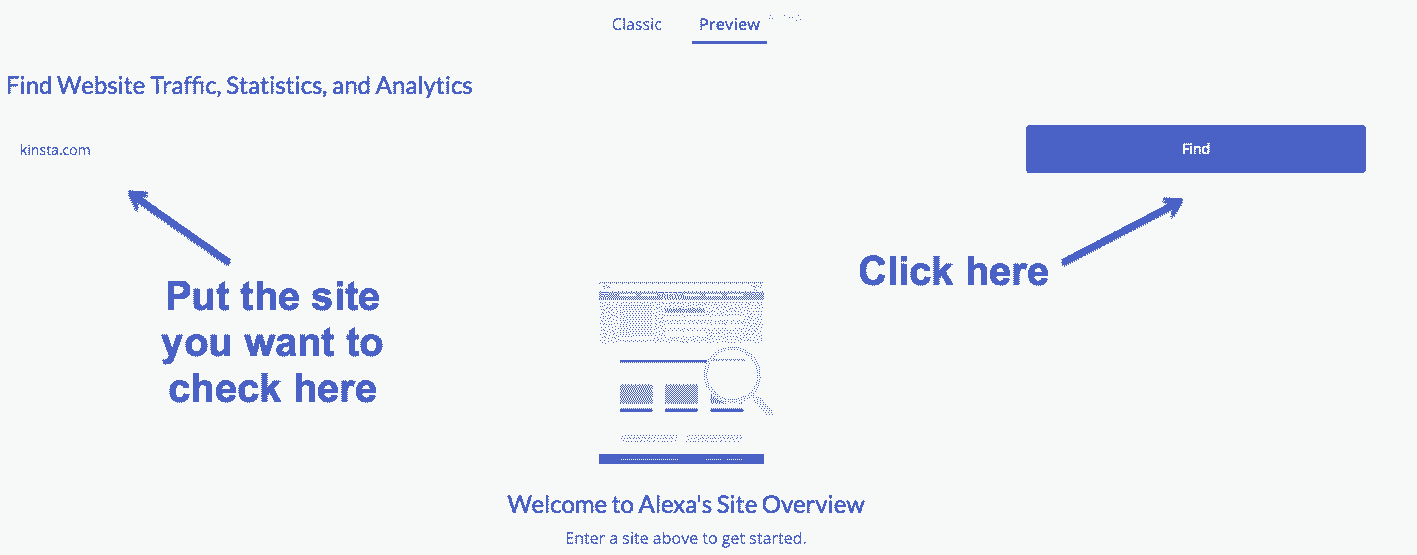 Classic Preview
Find Website Traffic, Statistics, and Analytics
kinsta.com
Find
Put the site
you want to
check here
Click here
Welcome to Alexa's Site Overview
Enter a site above to get started.